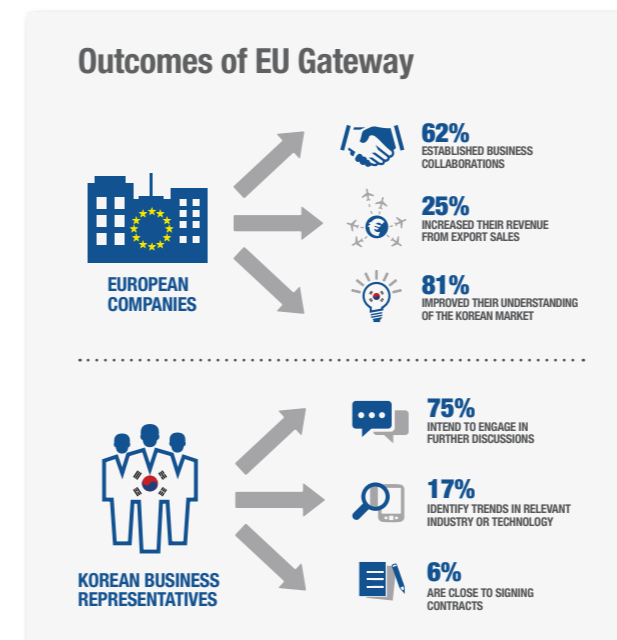 Outcomes of EU Gateway
EUROPEAN
COMPANIES
62%
ESTABLISHED BUSINESS
COLLABORATIONS
25%
INCREASED THEIR REVENUE
FROM EXPORT SALES
81%
IMPROVED THEIR UNDERSTANDING
OF THE KOREAN MARKET
KOREAN BUSINESS
REPRESENTATIVES
75%
INTEND TO ENGAGE IN
FURTHER DISCUSSIONS
17%
IDENTIFY TRENDS IN RELEVANT
INDUSTRY OR TECHNOLOGY
6%
ARE CLOSE TO SIGNING
CONTRACTS